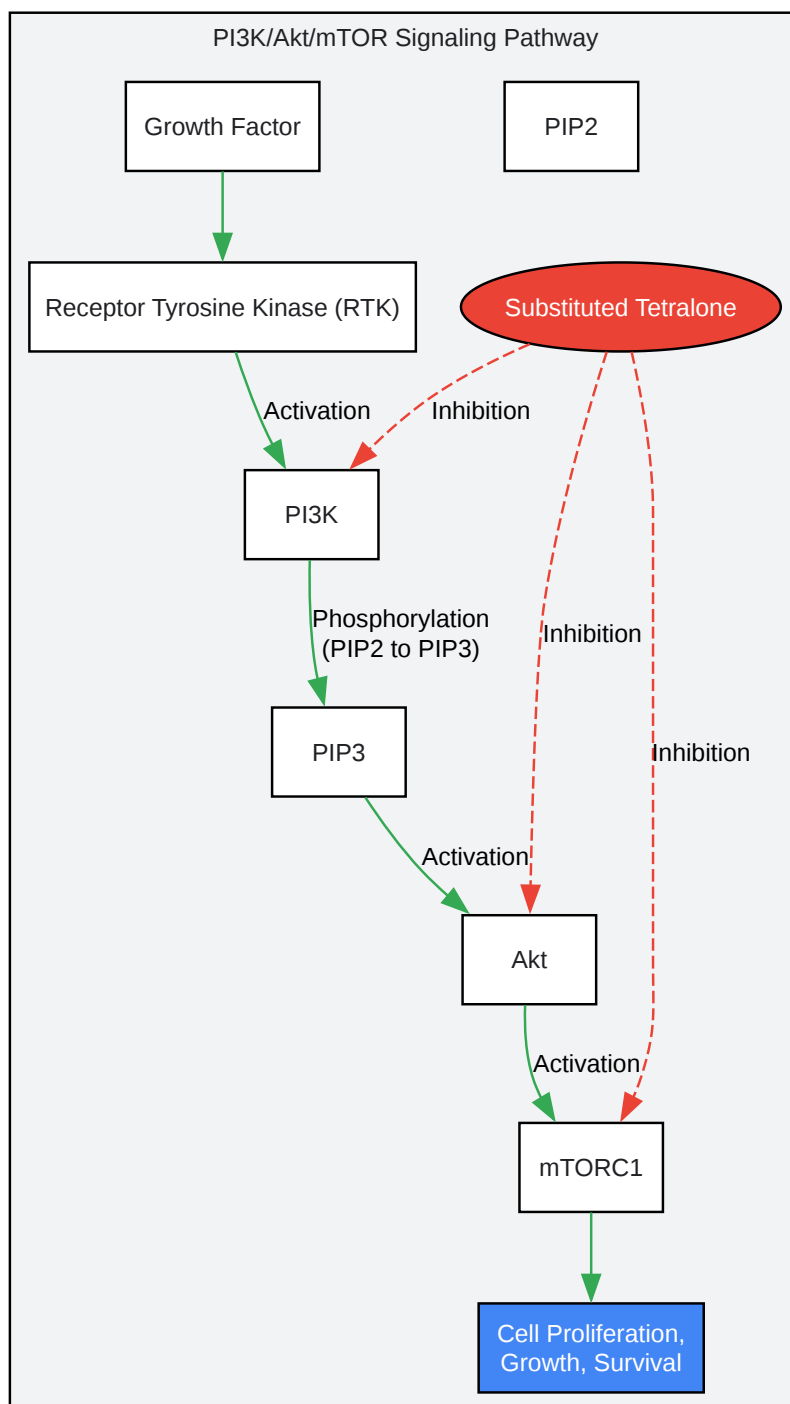 PI3K/Akt/mTOR Signaling Pathway
Growth Factor
PIP2
Receptor Tyrosine Kinase (RTK)
Substituted Tetralone
Activation
Inhibition
PI3K
Phosphorylation
(PIP2 to PIP3)
Inhibition
PIP3
Inhibition
Activation
Akt
Activation
mTORC1
Cell Proliferation,
Growth, Survival